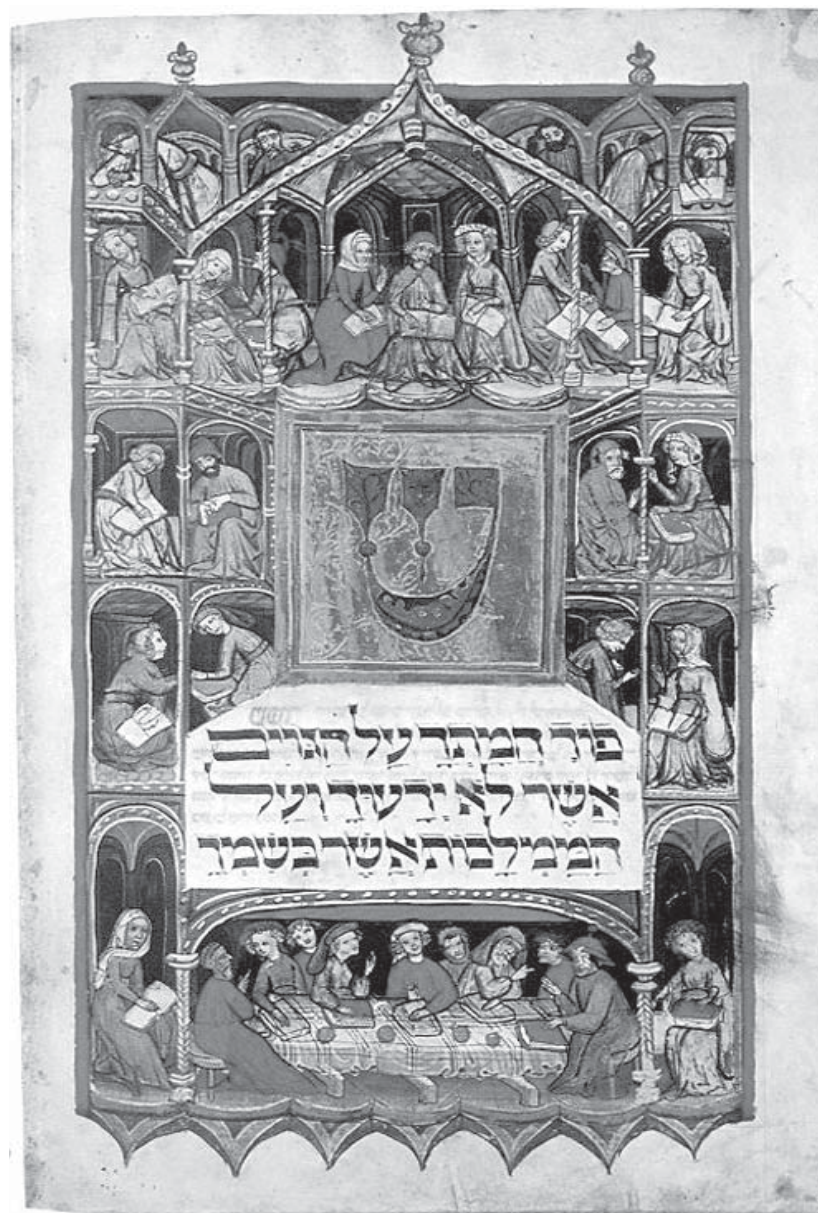 ש
פוך חמתך על הגוים
אשר לא ידעוך ועל
הממלכות אשר בשמך